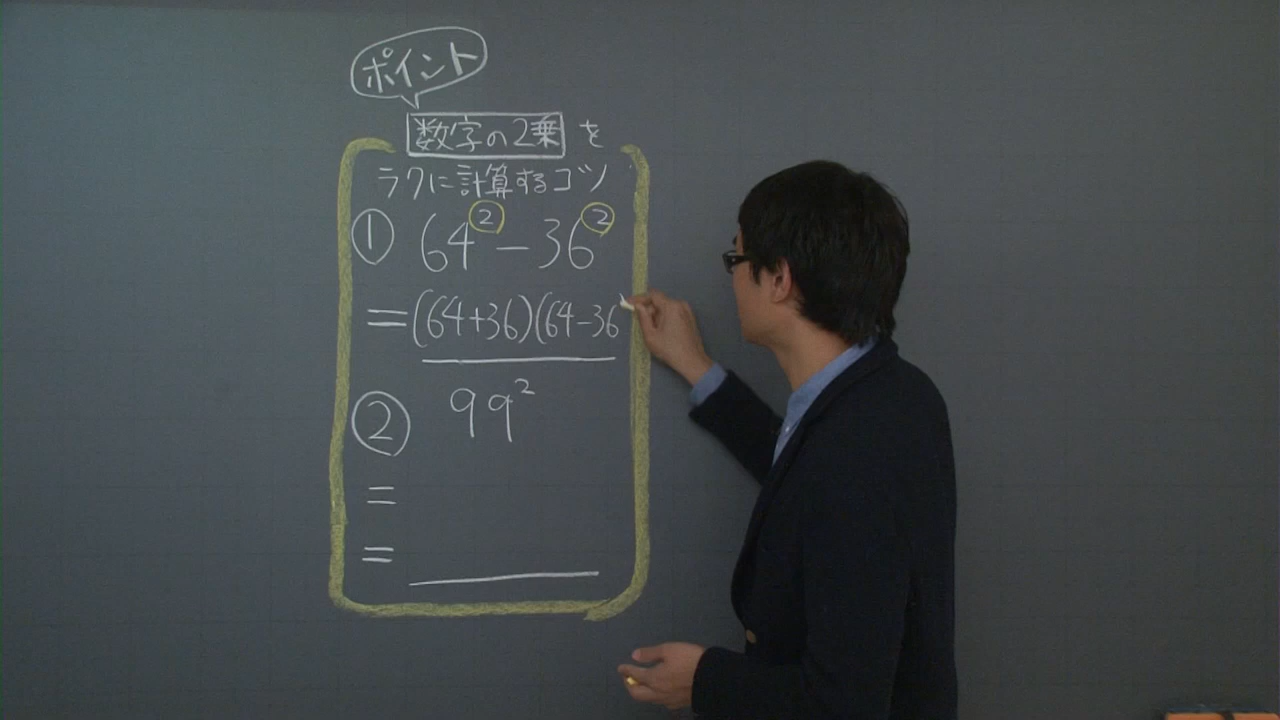 ポイント
数字の2乗を
ラクに計算するコツ
① 64² − 36²
=(64+36)(64−36
② 99²
=
=